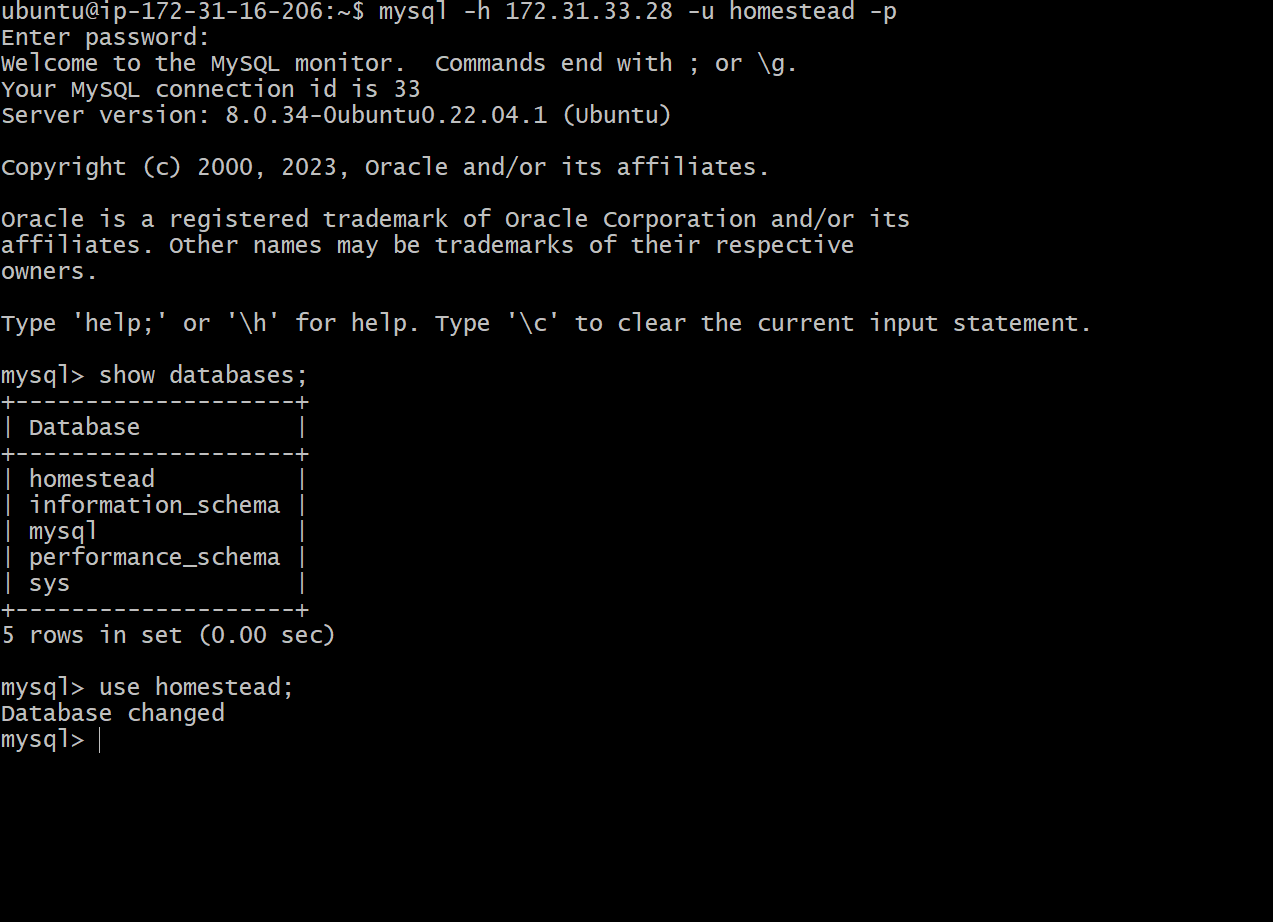 ubuntu@ip-172-31-16-206:~$ mysql -h 172.31.33.28 -u homestead -p
Enter password:
Welcome to the MySQL monitor.  Commands end with ; or \g.
Your MySQL connection id is 33
Server version: 8.0.34-0ubuntu0.22.04.1 (Ubuntu)

Copyright (c) 2000, 2023, Oracle and/or its affiliates.

Oracle is a registered trademark of Oracle Corporation and/or its
affiliates. Other names may be trademarks of their respective
owners.

Type 'help;' or '\h' for help. Type '\c' to clear the current input statement.

mysql> show databases;
+--------------------+
| Database           |
+--------------------+
| homestead          |
| information_schema |
| mysql              |
| performance_schema |
| sys                |
+--------------------+
5 rows in set (0.00 sec)

mysql> use homestead;
Database changed
mysql>